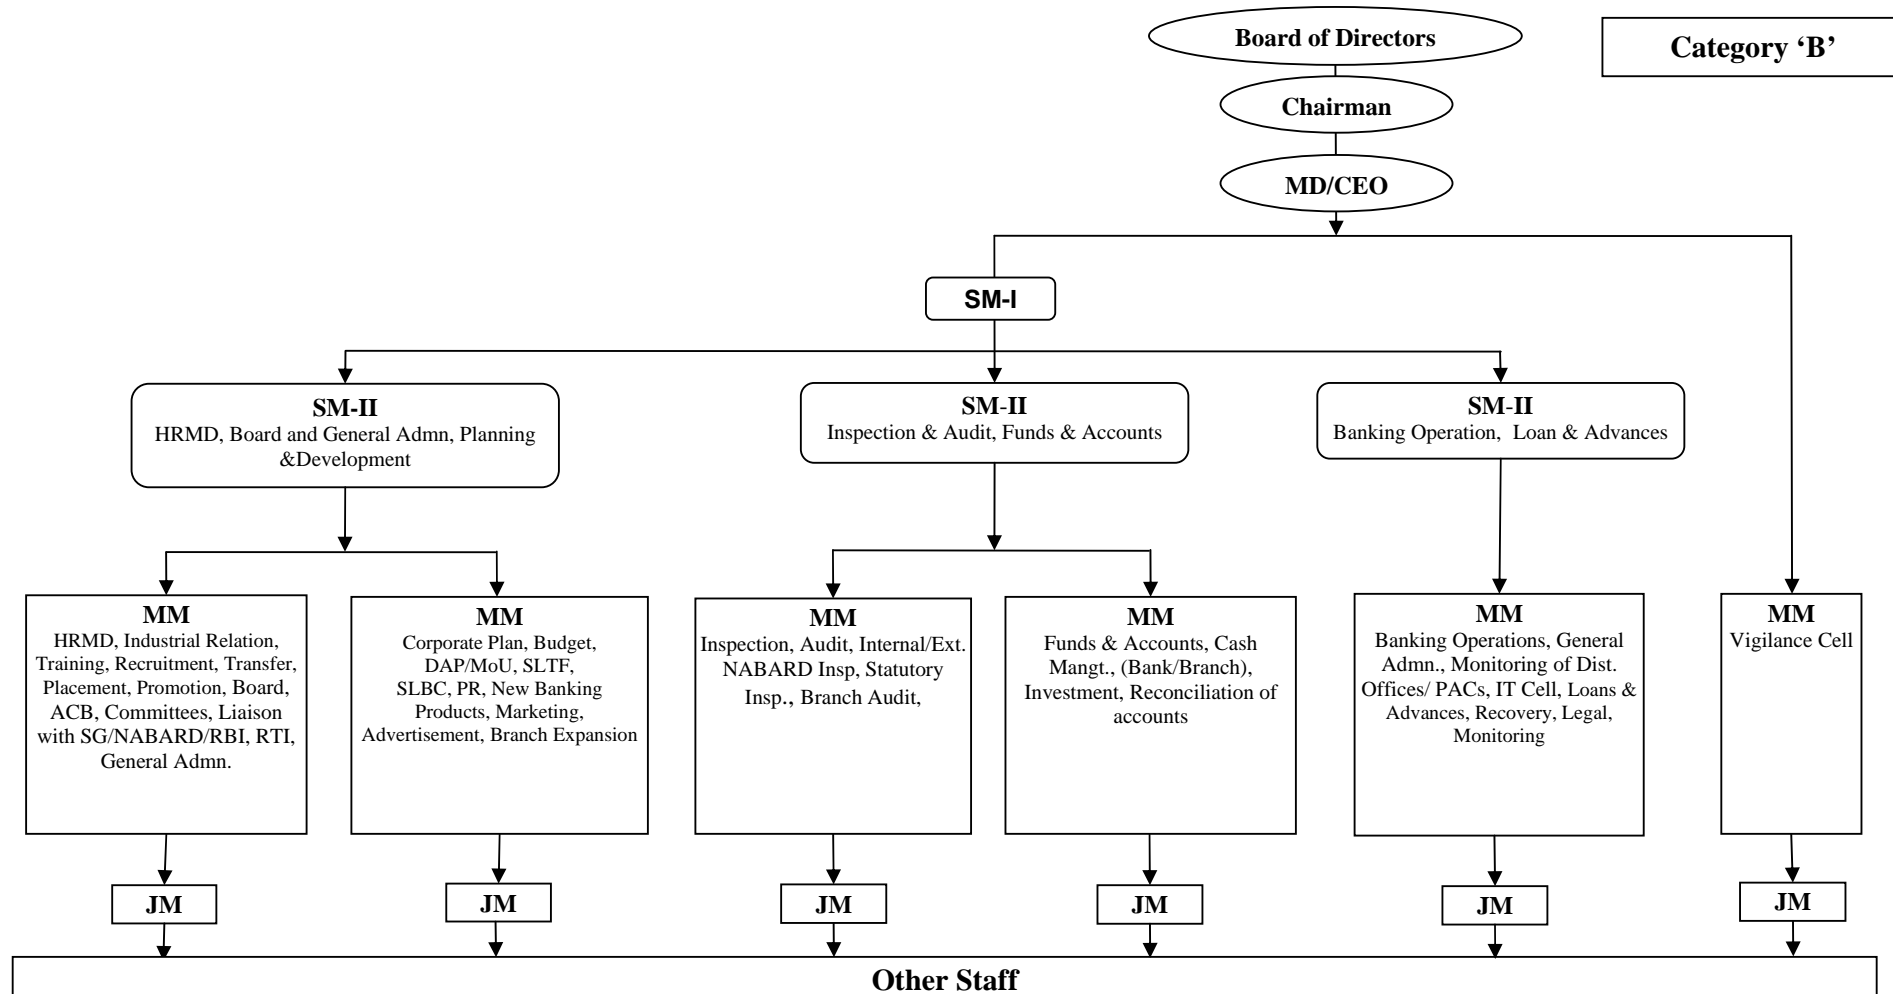 Board of Directors
Category ‘B’
Chairman
MD/CEO
SM-I
SM-II
HRMD, Board and General Admn, Planning
&Development
SM-II
Inspection & Audit, Funds & Accounts
SM-II
Banking Operation, Loan & Advances
MM
HRMD, Industrial Relation,
Training, Recruitment, Transfer,
Placement, Promotion, Board,
ACB, Committees, Liaison
with SG/NABARD/RBI, RTI,
General Admn.
MM
Corporate Plan, Budget,
DAP/MoU, SLTF,
SLBC, PR, New Banking
Products, Marketing,
Advertisement, Branch Expansion
MM
Inspection, Audit, Internal/Ext.
NABARD Insp, Statutory
Insp., Branch Audit,
MM
Funds & Accounts, Cash
Mangt., (Bank/Branch),
Investment, Reconciliation of
accounts
MM
Banking Operations, General
Admn., Monitoring of Dist.
Offices/ PACs, IT Cell, Loans &
Advances, Recovery, Legal,
Monitoring
MM
Vigilance Cell
JM
JM
JM
JM
JM
JM
Other Staff